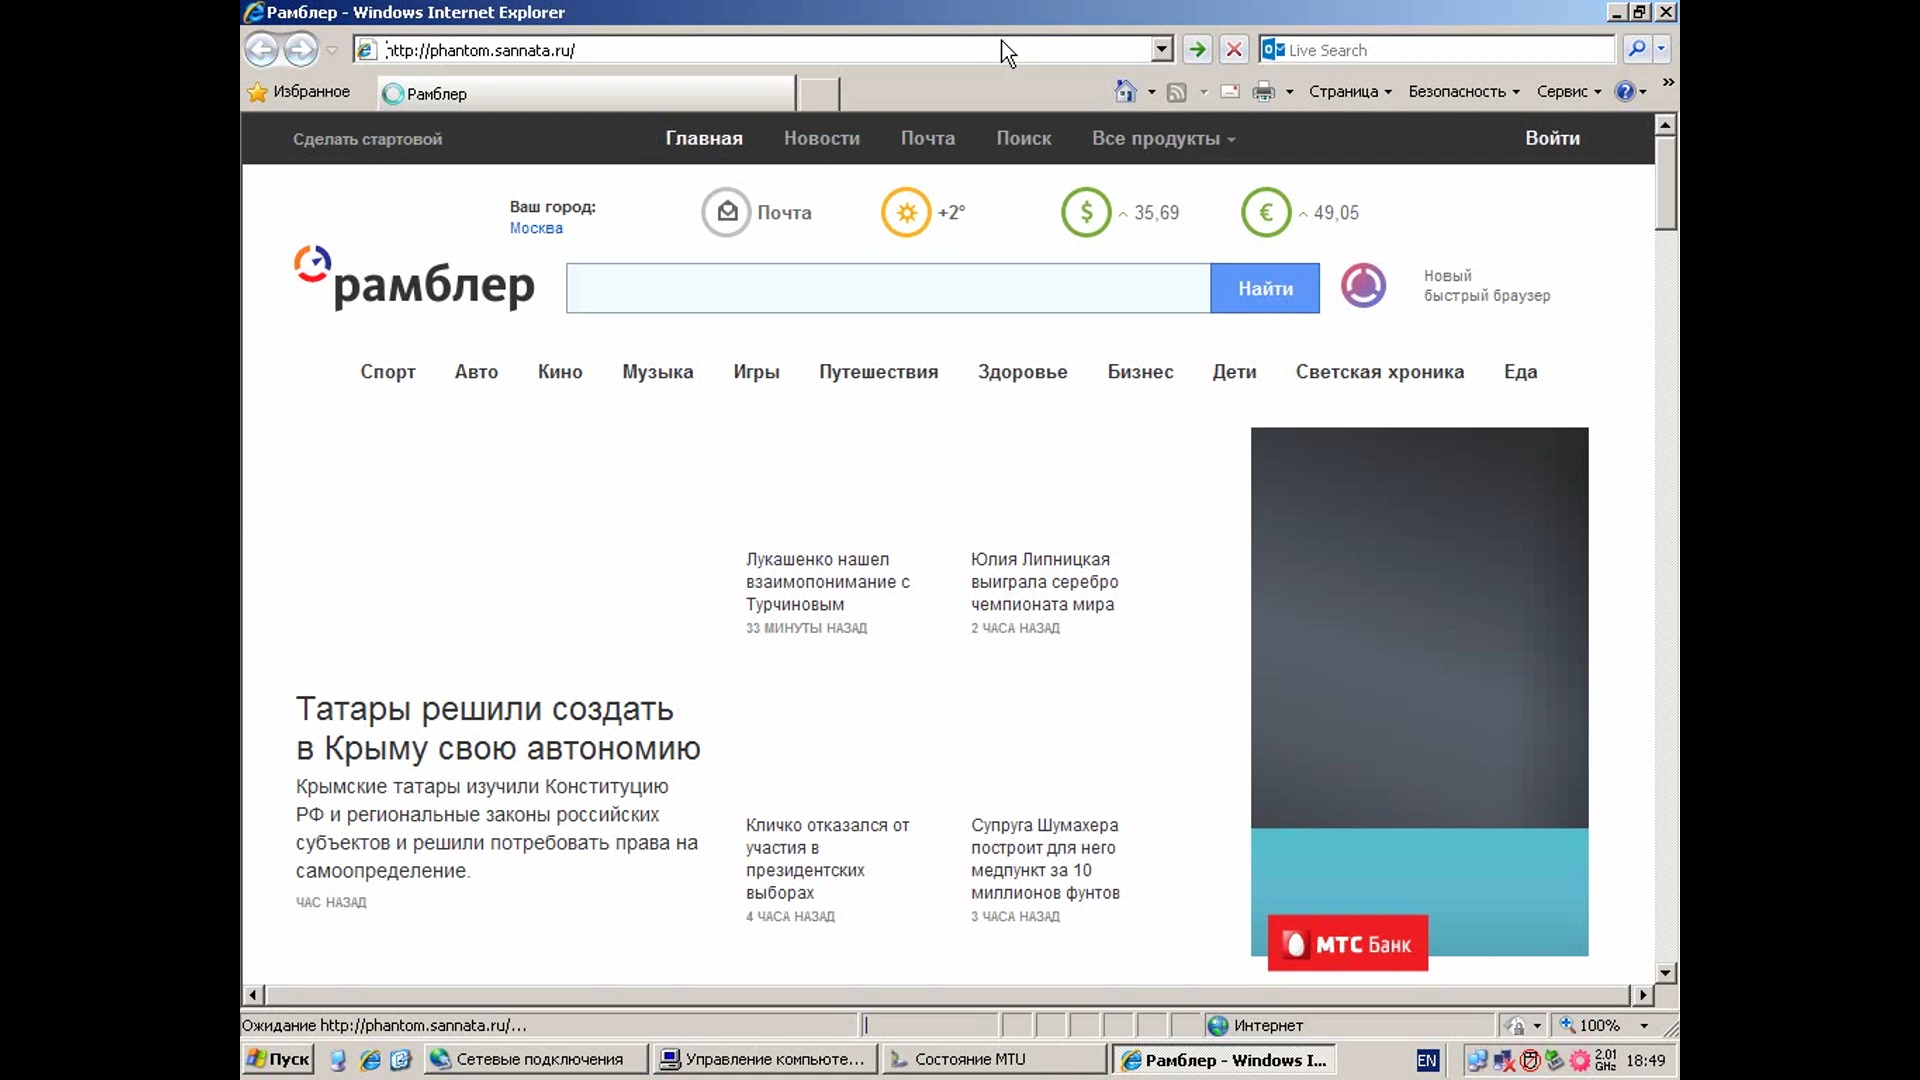 Рамблер - Windows Internet Explorer
http://phantom.sannata.ru/
Live Search
Избранное
Рамблер
Страница
Безопасность
Сервис
Сделать стартовой
Главная
Новости
Почта
Поиск
Все продукты
Войти
Ваш город:
Москва
Почта
+2°
$
35,69
€
49,05
рамблер
Найти
Новый
быстрый браузер
Спорт
Авто
Кино
Музыка
Игры
Путешествия
Здоровье
Бизнес
Дети
Светская хроника
Еда
Лукашенко нашел
взаимопонимание с
Турчиновым
33 МИНУТЫ НАЗАД
Юлия Липницкая
выиграла серебро
чемпионата мира
2 ЧАСА НАЗАД
Татары решили создать
в Крыму свою автономию
Крымские татары изучили Конституцию
РФ и региональные законы российских
субъектов и решили потребовать права на
самоопределение.
ЧАС НАЗАД
Кличко отказался от
участия в
президентских
выборах
4 ЧАСА НАЗАД
Супруга Шумахера
построит для него
медпункт за 10
миллионов фунтов
3 ЧАСА НАЗАД
МТС Банк
Ожидание http://phantom.sannata.ru/...
Интернет
100%
Пуск
Сетевые подключения
Управление компьюте...
Состояние MTU
Рамблер - Windows I...
EN
2.01
GHz
18:49